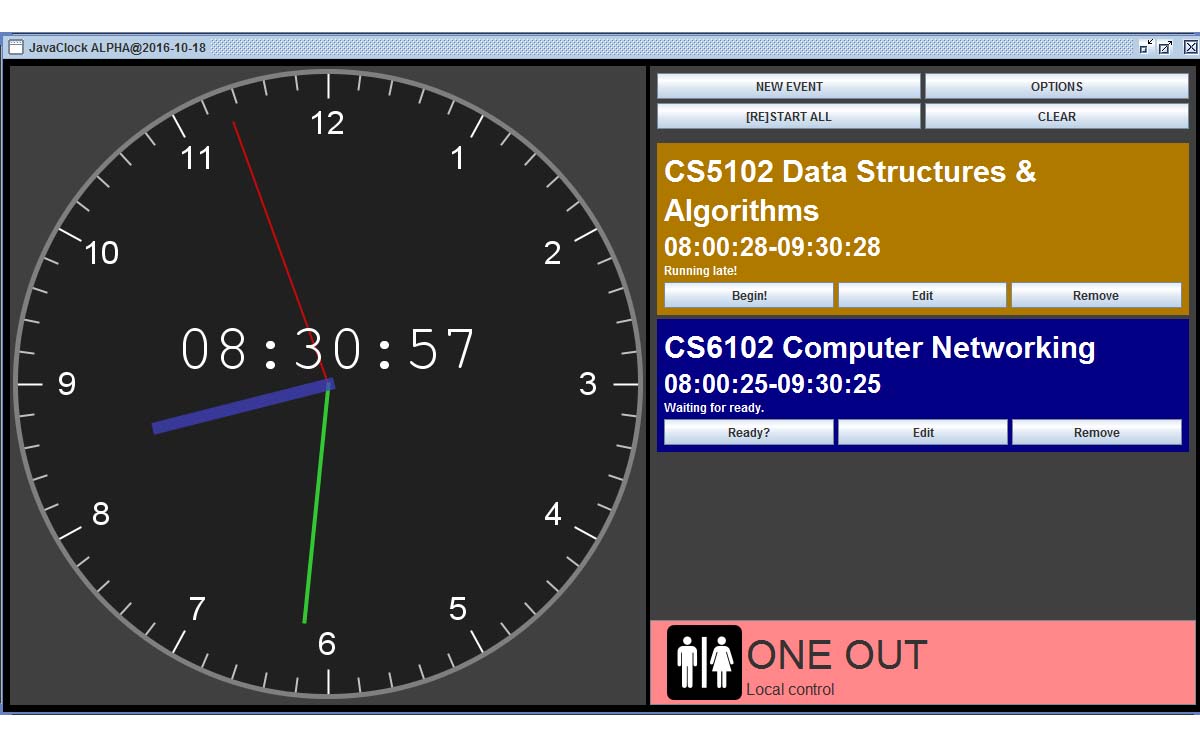 JavaClock ALPHA@2016-10-18
12
11
1
10
2
08:30:57
9
3
8
4
7
5
6
NEW EVENT
OPTIONS
[RE]START ALL
CLEAR
CS5102 Data Structures &
Algorithms
08:00:28-09:30:28
Running late!
Begin!
Edit
Remove
CS6102 Computer Networking
08:00:25-09:30:25
Waiting for ready.
Ready?
Edit
Remove
ONE OUT
Local control